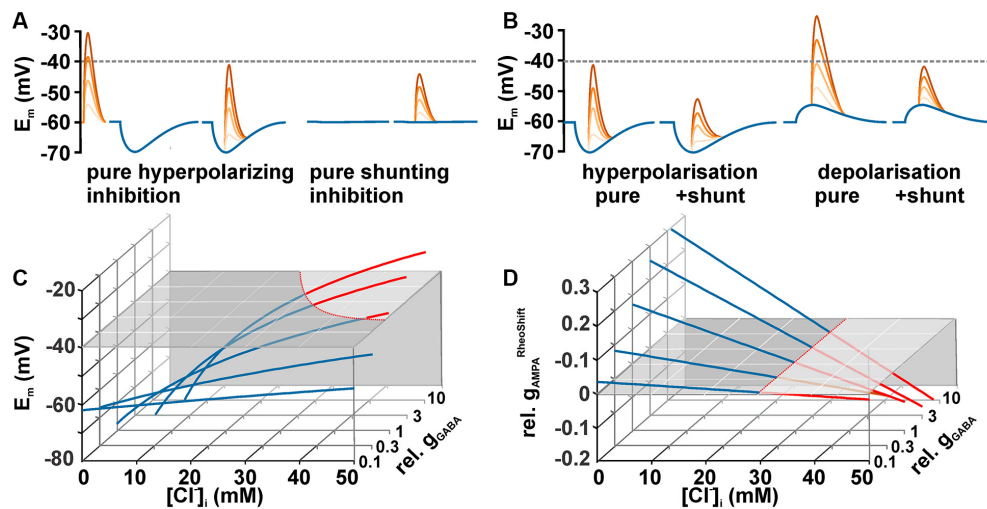 A
-30
-40
-50
-60
-70
Em (mV)
pure hyperpolarizing
inhibition
pure shunting
inhibition
B
-30
-40
-50
-60
-70
Em (mV)
hyperpolarisation
pure +shunt
depolarisation
pure +shunt
C
-20
-40
-60
-80
Em (mV)
0 10 20 30 40 50
[Cl-]i (mM)
0.1
0.3
1
3
10
rel. gGABA
D
0.3
0.2
-0.1
0
-0.1
-0.2
rel. gAMPA RheoShift
0 10 20 30 40 50
[Cl-]i (mM)
0.1
0.3
1
3
10
rel. gGABA